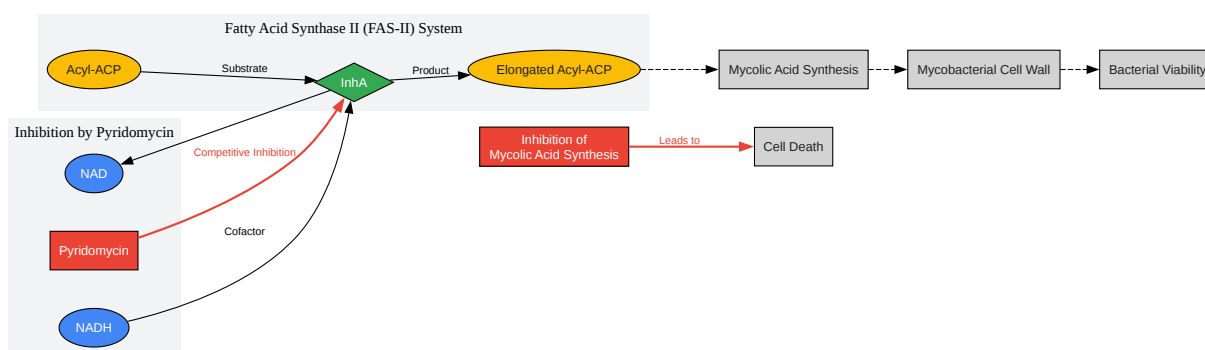 Fatty Acid Synthase II (FAS-II) System
Acyl-ACP
Substrate
InhA
Product
Elongated Acyl-ACP
Mycolic Acid Synthesis
Mycobacterial Cell Wall
Bacterial Viability
Inhibition by Pyridomycin
NAD
Competitive Inhibition
Inhibition of
Mycolic Acid Synthesis
Leads to
Cell Death
Pyridomycin
Cofactor
NADH